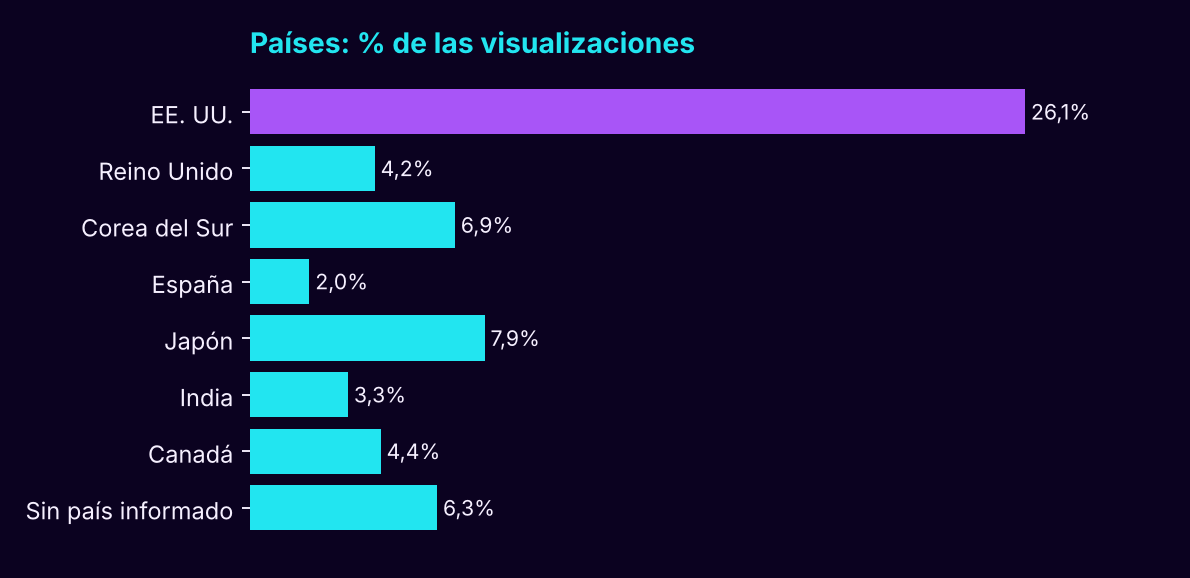 Países: % de las visualizaciones
EE. UU. 26,1%
Reino Unido 4,2%
Corea del Sur 6,9%
España 2,0%
Japón 7,9%
India 3,3%
Canadá 4,4%
Sin país informado 6,3%